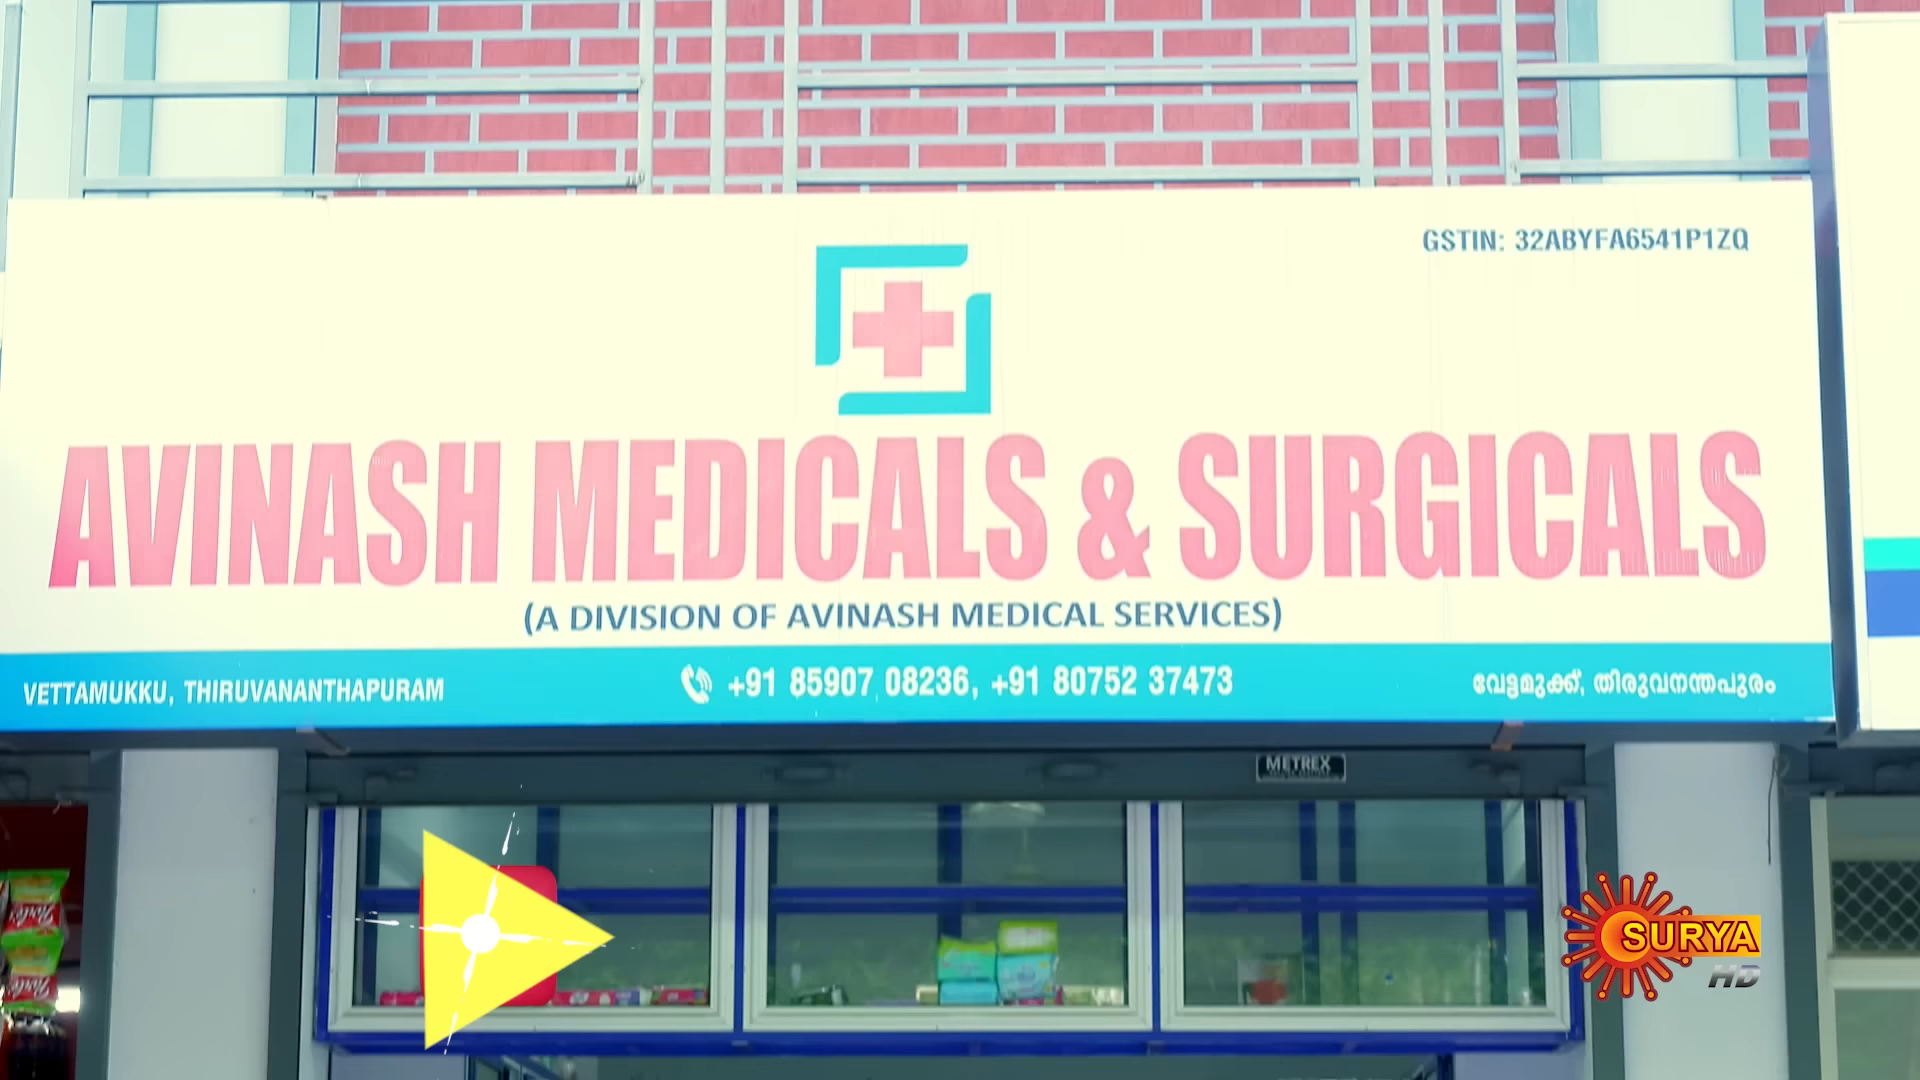 GSTIN: 32ABYFA6541P1ZQ
AVINASH MEDICALS & SURGICALS
(A DIVISION OF AVINASH MEDICAL SERVICES)
VETTAMUKKU, THIRUVANANTHAPURAM
+91 85907 08236, +91 80752 37473
വേട്ടമുക്ക്, തിരുവനന്തപുരം
METREX
SURYA
HD